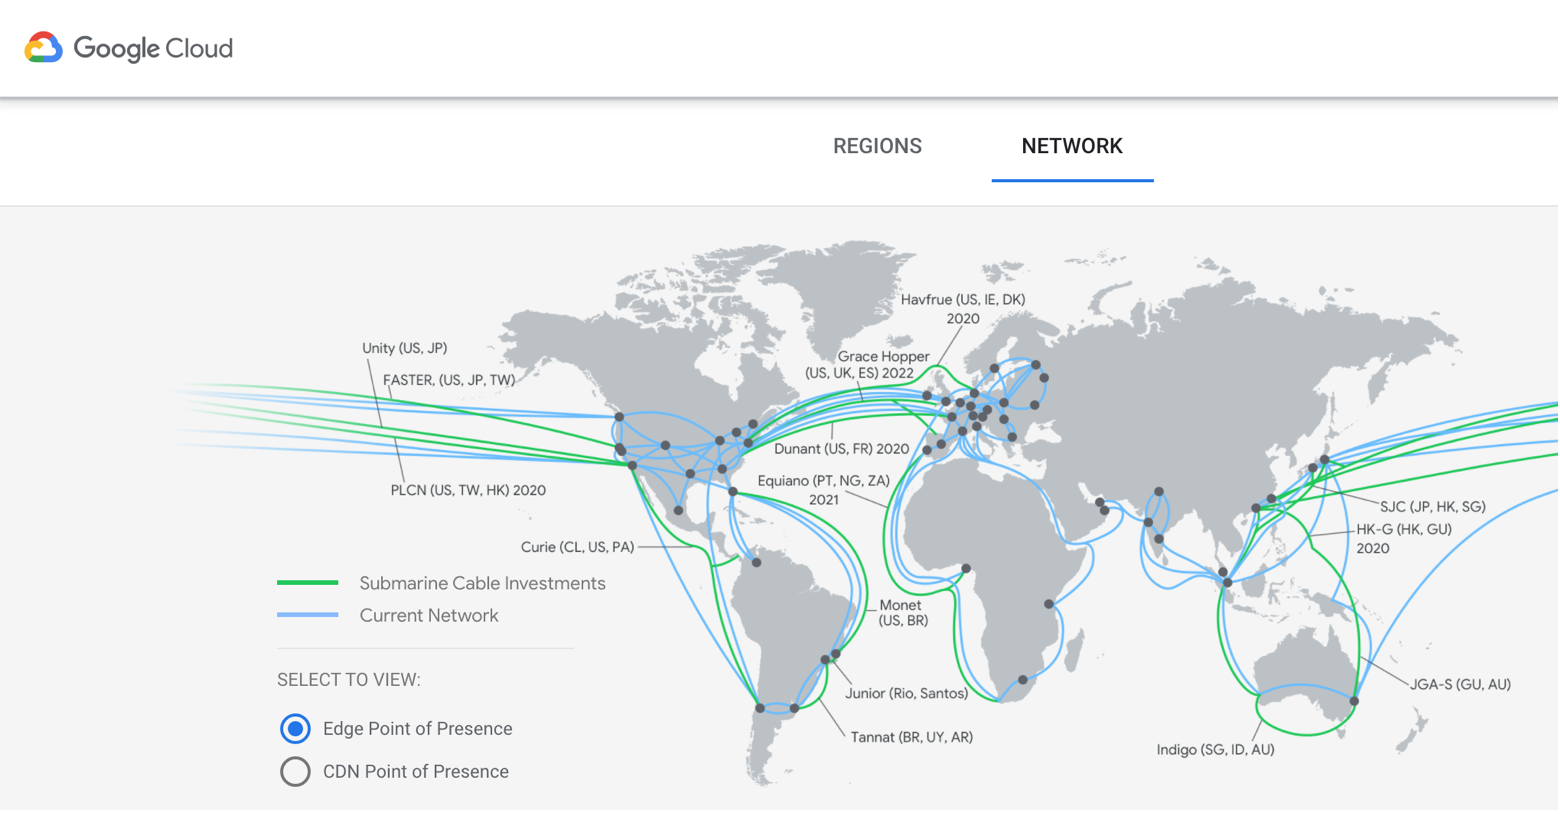 Google Cloud
REGIONS
NETWORK
Havfrue (US, IE, DK)
2020
Unity (US, JP)
Grace Hopper
(US, UK, ES) 2022
FASTER, (US, JP, TW)
Dunant (US, FR) 2020
Equiano (PT, NG, ZA)
2021
PLCN (US, TW, HK) 2020
SJC (JP, HK, SG)
HK-G (HK, GU)
2020
Curie (CL, US, PA)
Submarine Cable Investments
Current Network
Monet
(US, BR)
SELECT TO VIEW:
Junior (Rio, Santos)
JGA-S (GU, AU)
Edge Point of Presence
Tannat (BR, UY, AR)
Indigo (SG, ID, AU)
CDN Point of Presence